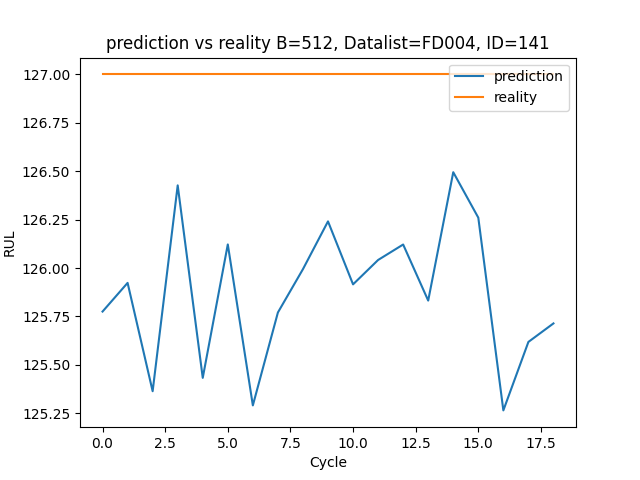 prediction vs reality B=512, Datalist=FD004, ID=141
127.00
126.75
126.50
126.25
126.00
125.75
125.50
125.25
RUL
prediction
reality
0.0 2.5 5.0 7.5 10.0 12.5 15.0 17.5
Cycle